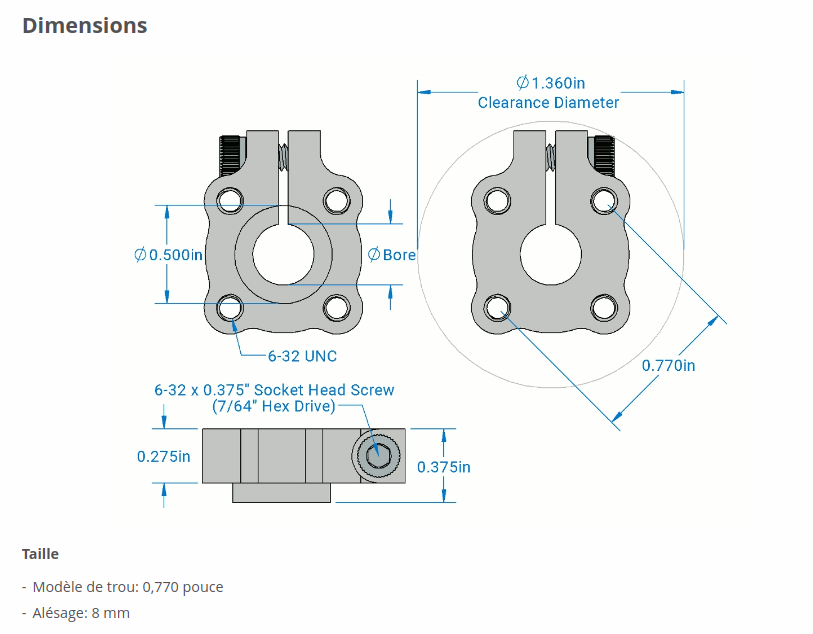 Dimensions
∅1.360in
Clearance Diameter
∅0.500in
∅Bore
6-32 UNC
0.770in
6-32 x 0.375" Socket Head Screw
(7/64" Hex Drive)
0.275in
0.375in
Taille
- Modèle de trou: 0,770 pouce
- Alésage: 8 mm